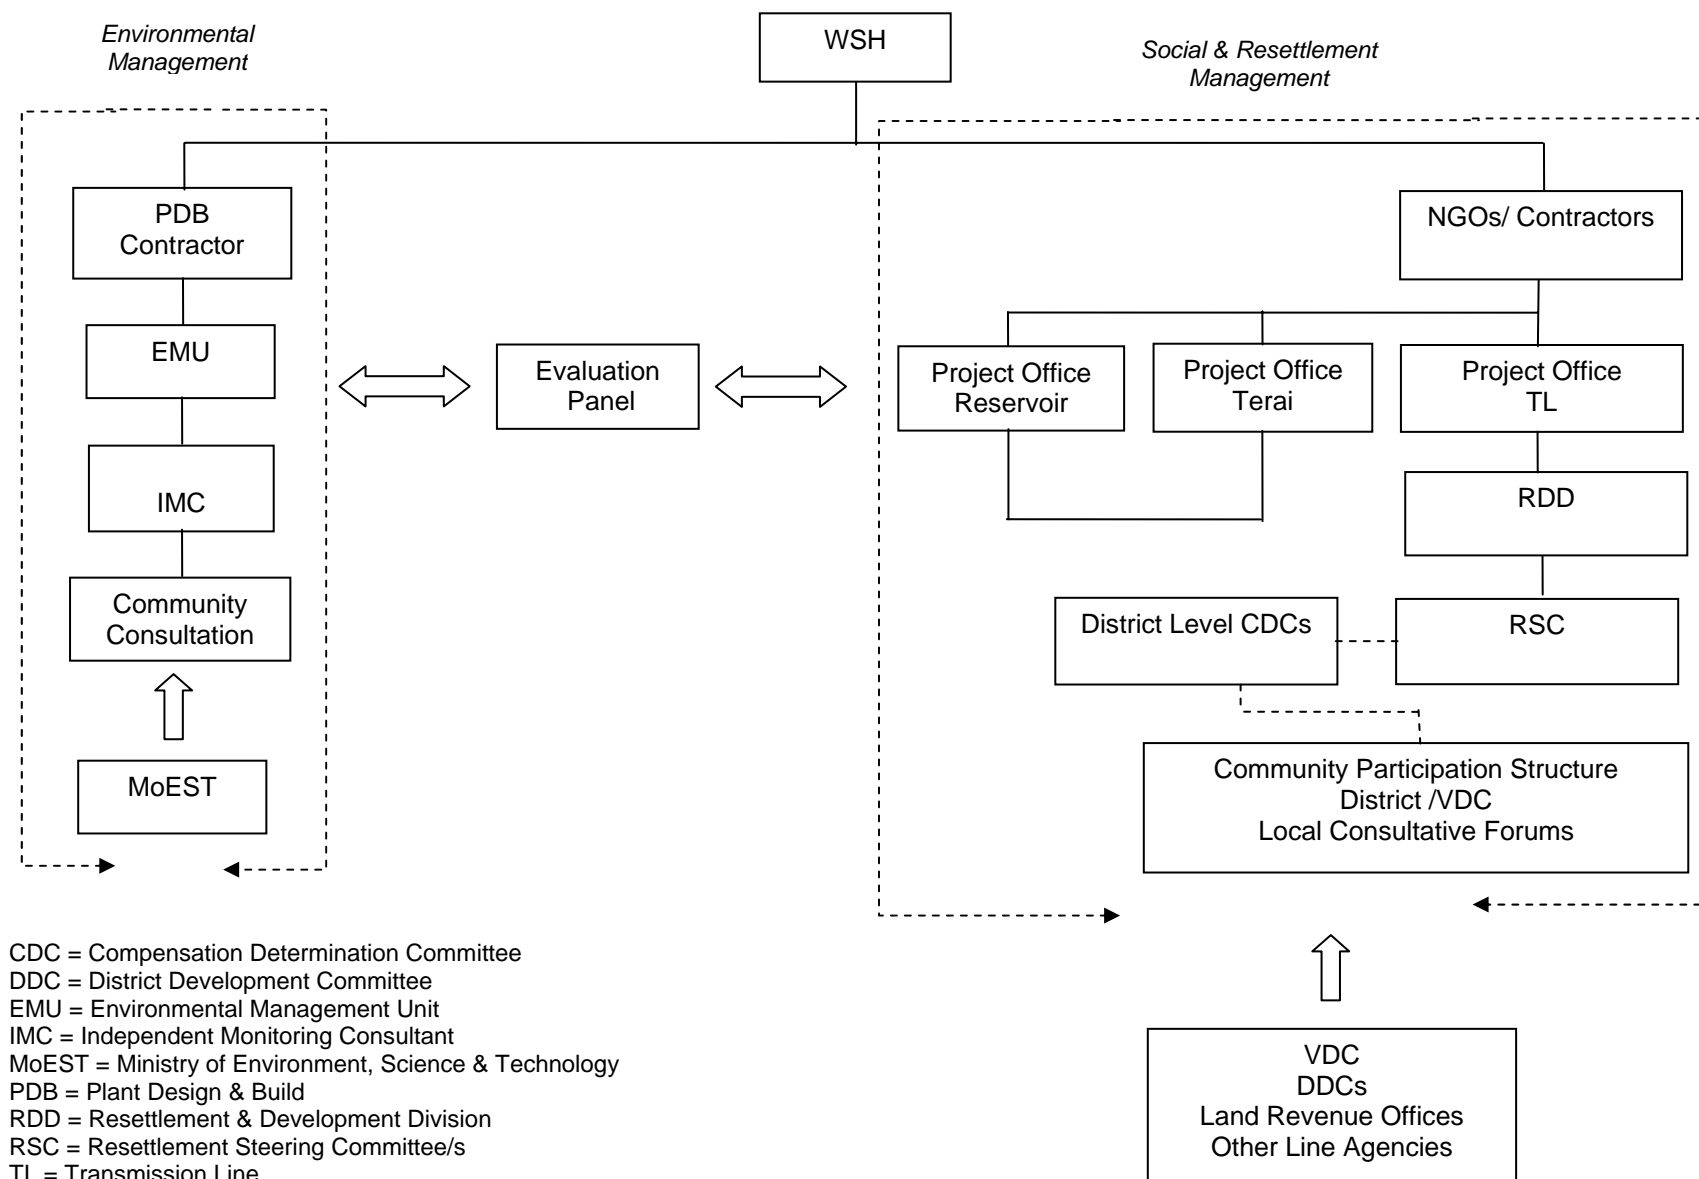 Environmental
Management
WSH
Social & Resettlement
Management
PDB
Contractor
NGOs/ Contractors
EMU
Evaluation
Panel
Project Office
Reservoir
Project Office
Terai
Project Office
TL
IMC
RDD
Community
Consultation
District Level CDCs
RSC
MoEST
Community Participation Structure
District /VDC
Local Consultative Forums
CDC = Compensation Determination Committee
DDC = District Development Committee
EMU = Environmental Management Unit
IMC = Independent Monitoring Consultant
MoEST = Ministry of Environment, Science & Technology
PDB = Plant Design & Build
RDD = Resettlement & Development Division
RSC = Resettlement Steering Committee/s
TL = Transmission Line
VDC
DDCs
Land Revenue Offices
Other Line Agencies